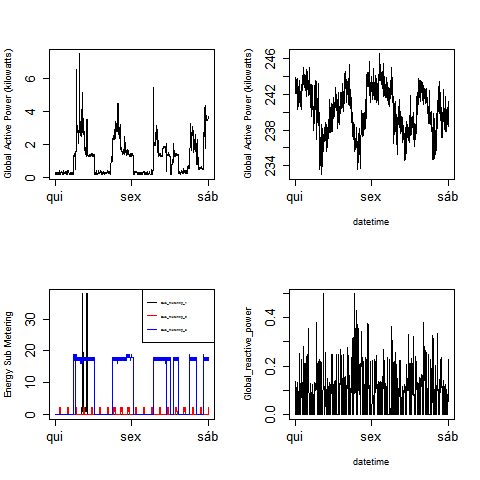 Global Active Power (kilowatts)
6
4
2
0
qui
sex
sáb
Global Active Power (kilowatts)
246
242
238
234
qui
sex
sáb
datetime
Energy Sub Metering
30
20
10
0
qui
sex
sáb
Global_reactive_power
0.4
0.2
0.0
qui
sex
sáb
datetime